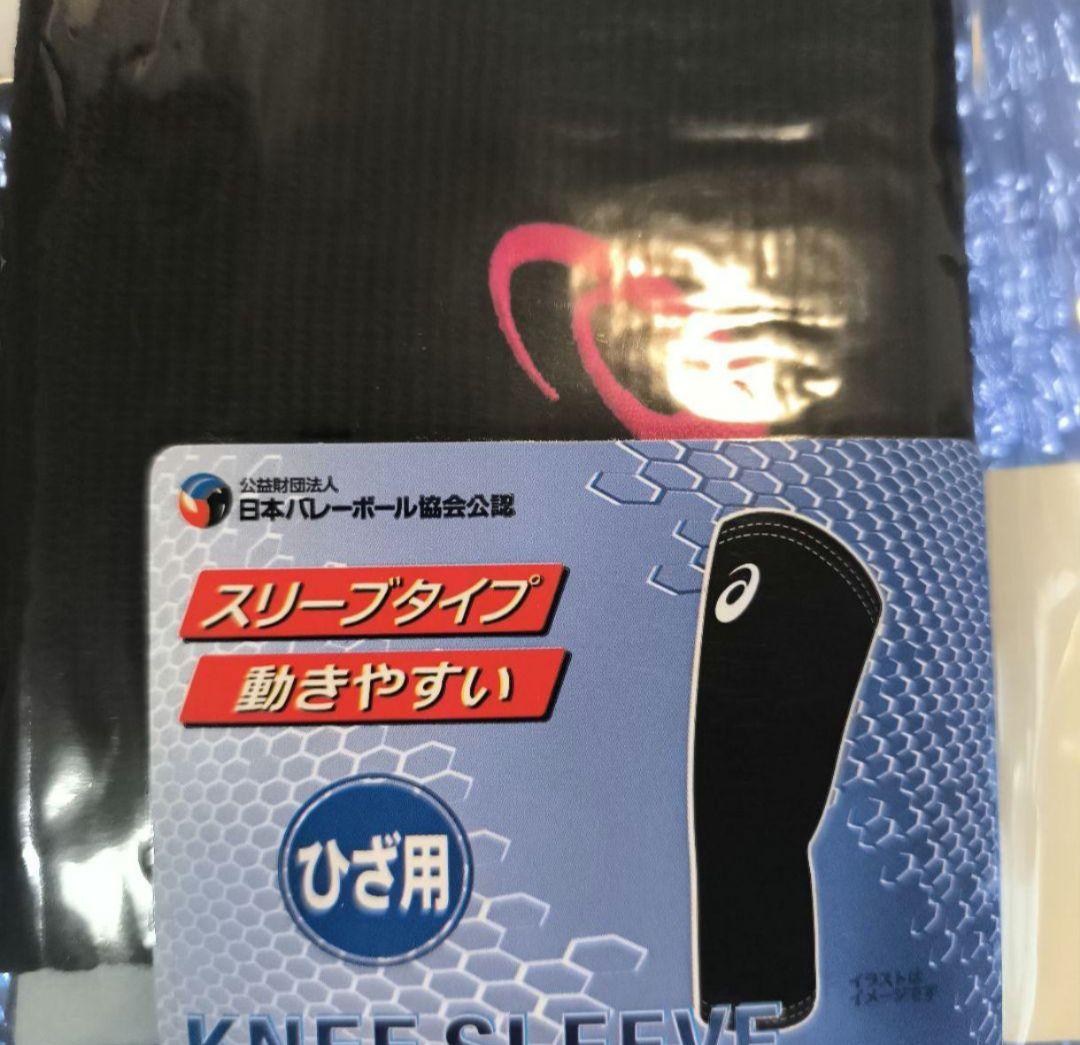 公益財団法人
日本バレーボール協会公認
スリーブタイプ
動きやすい
ひざ用
イラストは
イメージです
KNEE SLEEVE